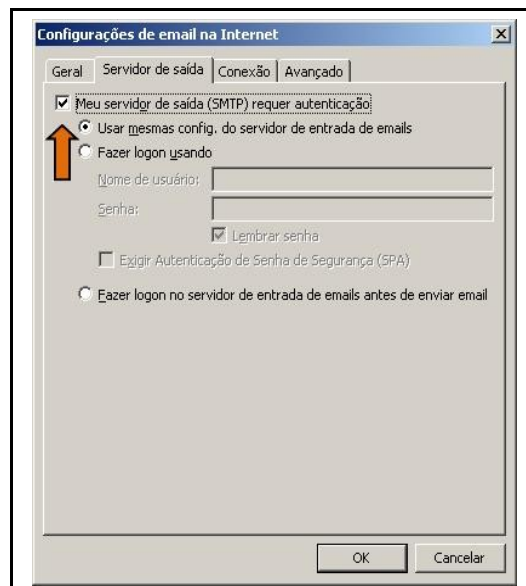 Configurações de email na Internet
Geral Servidor de saída Conexão Avançado
Meu servidor de saída (SMTP) requer autenticação
Usar mesmas config. do servidor de entrada de emails
Fazer logon usando
Nome de usuário:
Senha:
Lembrar senha
Exigir Autenticação de Senha de Segurança (SPA)
Fazer logon no servidor de entrada de emails antes de enviar email
OK Cancelar